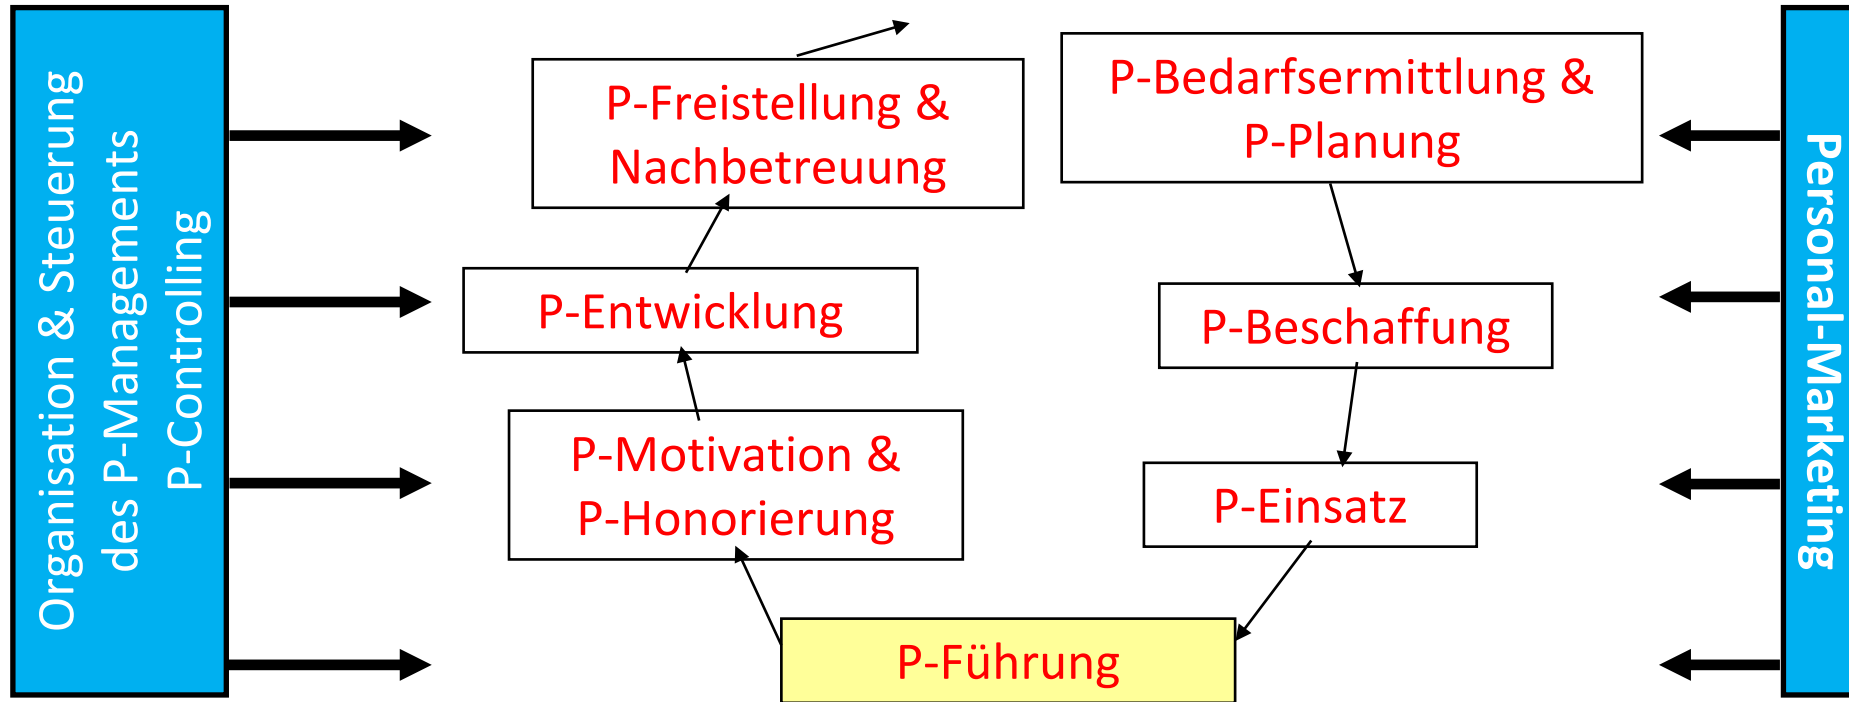 Organisation & Steuerung
des P-Managements
P-Controlling
P-Freistellung &
Nachbetreuung
P-Entwicklung
P-Motivation &
P-Honorierung
P-Führung
P-Bedarfsermittlung &
P-Planung
P-Beschaffung
P-Einsatz
Personal-Marketing